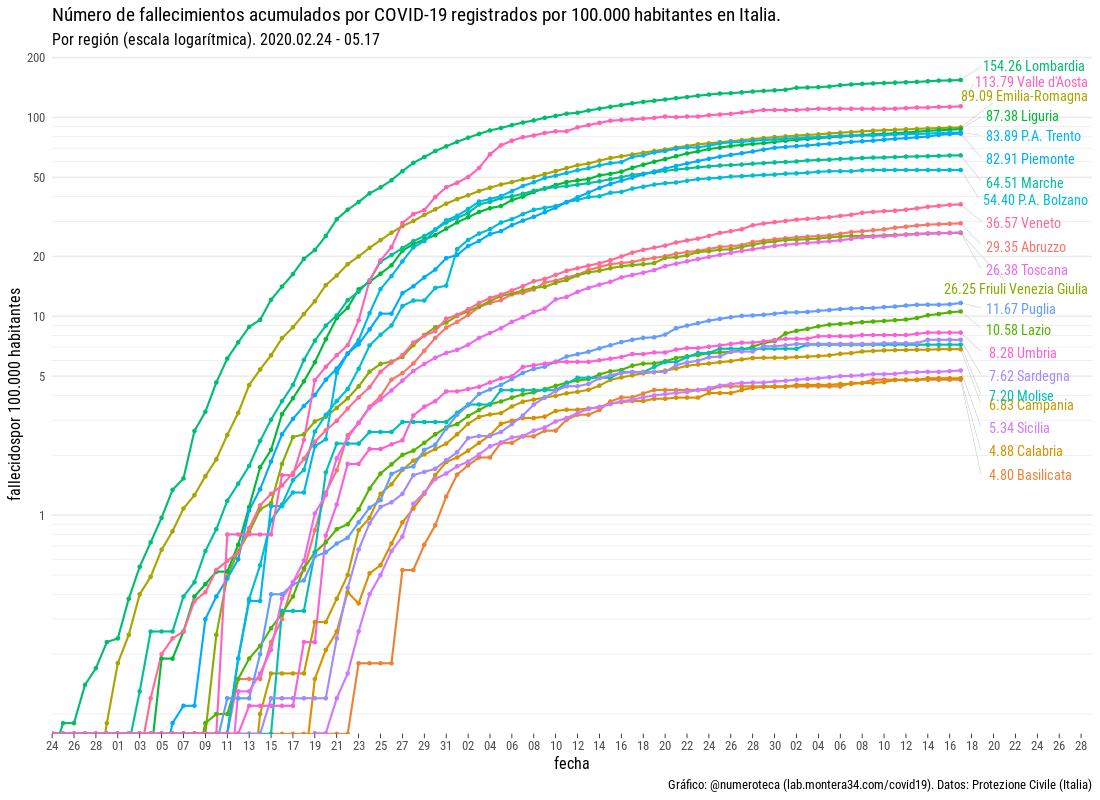 Número de fallecimientos acumulados por COVID-19 registrados por 100.000 habitantes en Italia.
Por región (escala logarítmica). 2020.02.24 - 05.17
200
100
50
20
10
5
1
fallecidospor 100.000 habitantes
154.26 Lombardia
113.79 Valle d'Aosta
89.09 Emilia-Romagna
87.38 Liguria
83.89 P.A. Trento
82.91 Piemonte
64.51 Marche
54.40 P.A. Bolzano
36.57 Veneto
29.35 Abruzzo
26.38 Toscana
26.25 Friuli Venezia Giulia
11.67 Puglia
10.58 Lazio
8.28 Umbria
7.62 Sardegna
7.20 Molise
6.83 Campania
5.34 Sicilia
4.88 Calabria
4.80 Basilicata
24 26 28 01 03 05 07 09 11 13 15 17 19 21 23 25 27 29 31 02 04 06 08 10 12 14 16 18 20 22 24 26 28 30 02 04 06 08 10 12 14 16 18 20 22 24 26 28
fecha
Gráfico: @numeroteca (lab.montera34.com/covid19). Datos: Protezione Civile (Italia)